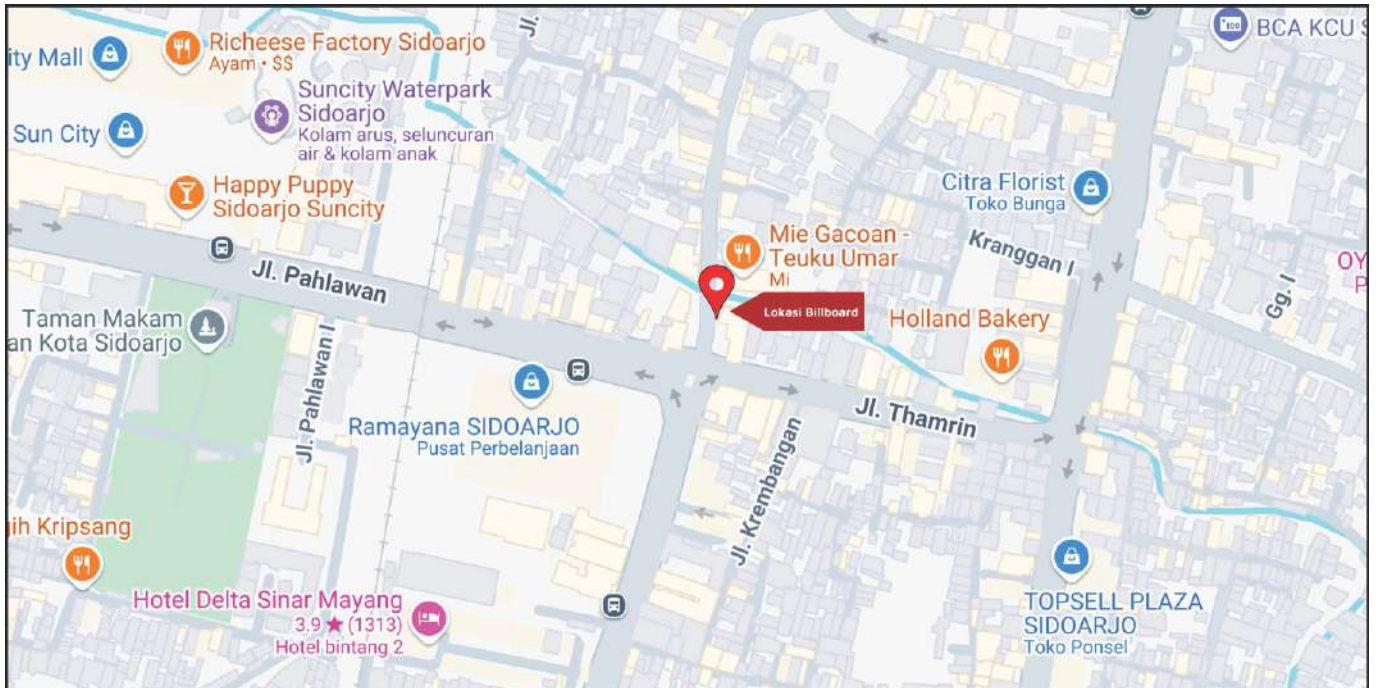 ity Mall
Richeese Factory Sidoarjo
Ayam • $$
Jl.
BCA KCU S
Suncity Waterpark
Sidoarjo
Kolam arus, seluncuran
air & kolam anak
Sun City
Happy Puppy
Sidoarjo Suncity
Citra Florist
Toko Bunga
Mie Gacoan -
Teuku Umar
Mi
Kranggan I
OY
P
Gg. I
Jl. Pahlawan
Lokasi Billboard
Taman Makam
an Kota Sidoarjo
Holland Bakery
Jl. Pahlawan I
Jl. Thamrin
Ramayana SIDOARJO
Pusat Perbelanjaan
Jl. Krembangan
gih Kripsang
Hotel Delta Sinar Mayang
3.9 ★ (1313)
Hotel bintang 2
TOPSELL PLAZA
SIDOARJO
Toko Ponsel